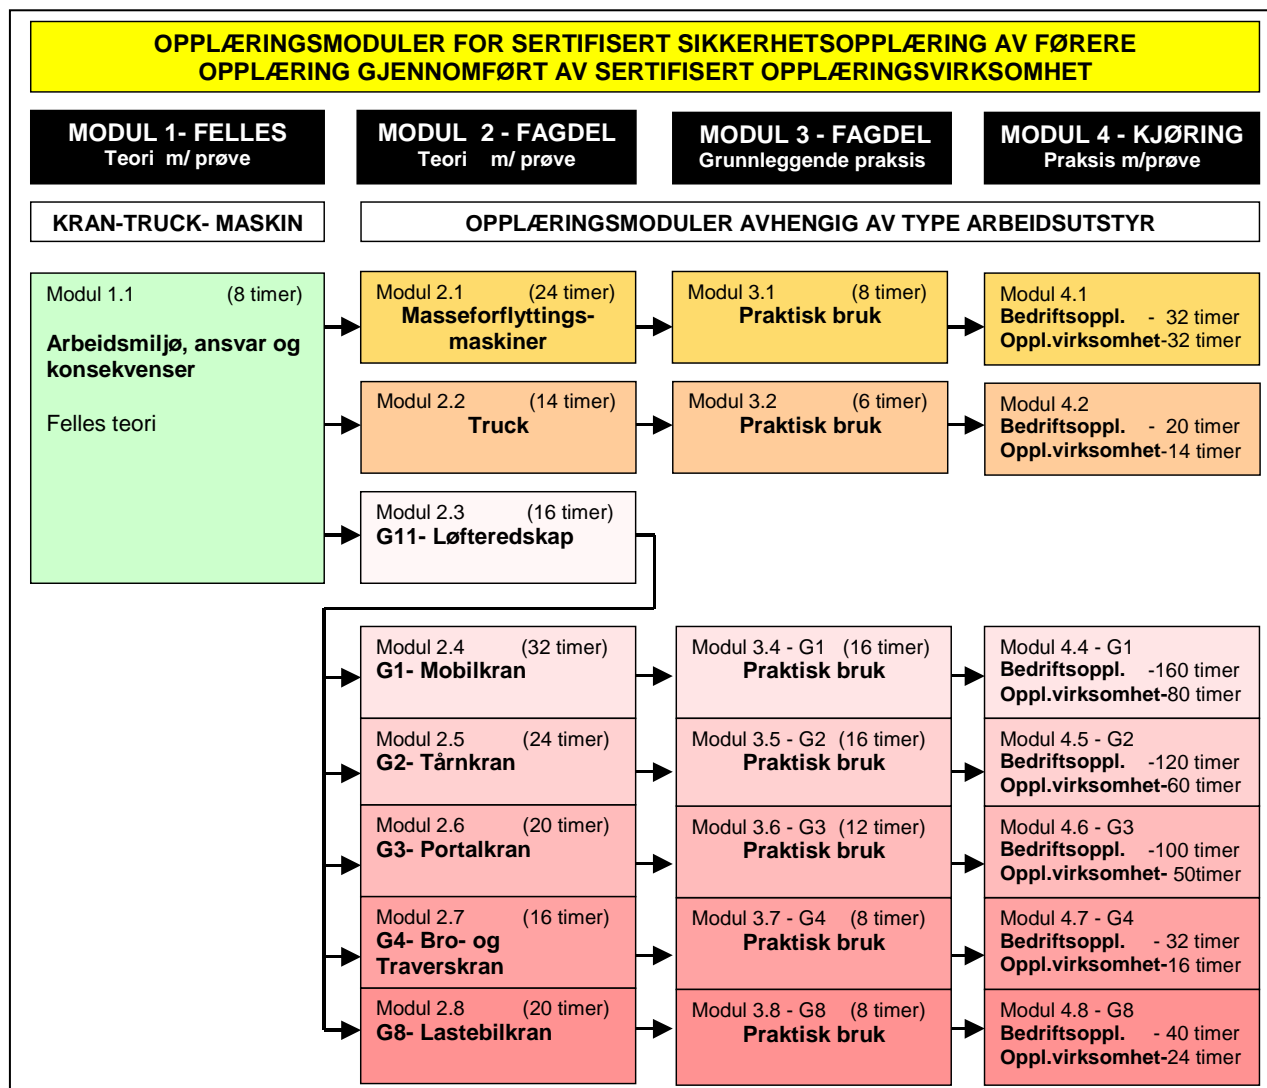 OPPLÆRINGSMODULER FOR SERTIFISERT SIKKERHETSOPPLÆRING AV FØRERE
OPPLÆRING GJENNOMFØRT AV SERTIFISERT OPPLÆRINGSVIRKSOMHET
MODUL 1- FELLES
Teori m/ prøve
MODUL 2 - FAGDEL
Teori m/ prøve
MODUL 3 - FAGDEL
Grunnleggende praksis
MODUL 4 - KJØRING
Praksis m/prøve
KRAN-TRUCK- MASKIN
OPPLÆRINGSMODULER AVHENGIG AV TYPE ARBEIDSUTSTYR
Modul 1.1 (8 timer)
Arbeidsmiljø, ansvar og
konsekvenser
Felles teori
Modul 2.1 (24 timer)
Masseforflyttings-
maskiner
Modul 3.1 (8 timer)
Praktisk bruk
Modul 4.1
Bedriftsoppl. - 32 timer
Oppl.virksomhet-32 timer
Modul 2.2 (14 timer)
Truck
Modul 3.2 (6 timer)
Praktisk bruk
Modul 4.2
Bedriftsoppl. - 20 timer
Oppl.virksomhet-14 timer
Modul 2.3 (16 timer)
G11- Løfteredskap
Modul 2.4 (32 timer)
G1- Mobilkran
Modul 3.4 - G1 (16 timer)
Praktisk bruk
Modul 4.4 - G1
Bedriftsoppl. -160 timer
Oppl.virksomhet-80 timer
Modul 2.5 (24 timer)
G2- Tårnkran
Modul 3.5 - G2 (16 timer)
Praktisk bruk
Modul 4.5 - G2
Bedriftsoppl. -120 timer
Oppl.virksomhet-60 timer
Modul 2.6 (20 timer)
G3- Portalkran
Modul 3.6 - G3 (12 timer)
Praktisk bruk
Modul 4.6 - G3
Bedriftsoppl. -100 timer
Oppl.virksomhet- 50timer
Modul 2.7 (16 timer)
G4- Bro- og
Traverskran
Modul 3.7 - G4 (8 timer)
Praktisk bruk
Modul 4.7 - G4
Bedriftsoppl. - 32 timer
Oppl.virksomhet-16 timer
Modul 2.8 (20 timer)
G8- Lastebilkran
Modul 3.8 - G8 (8 timer)
Praktisk bruk
Modul 4.8 - G8
Bedriftsoppl. - 40 timer
Oppl.virksomhet-24 timer